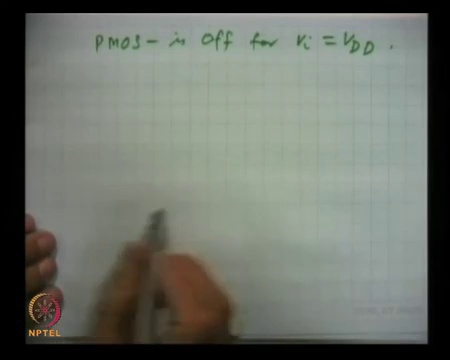 PMOS - is Off for Vi = VDD .
NPTEL